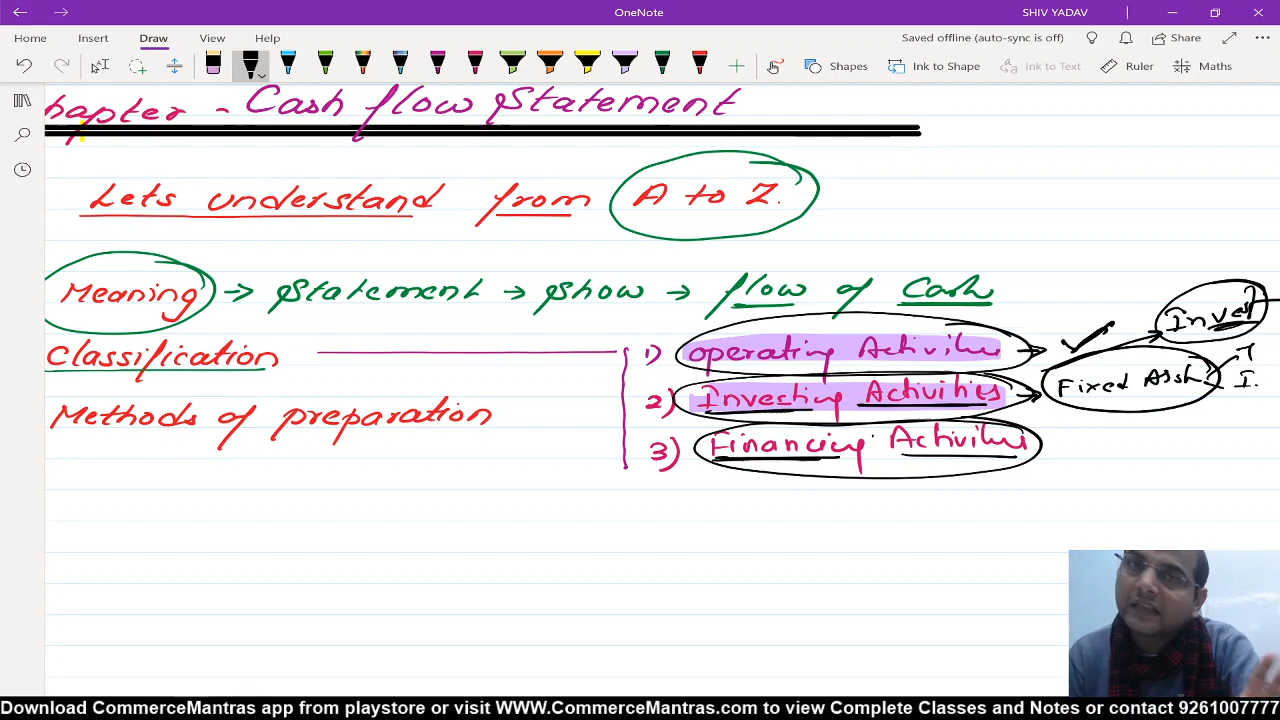 OneNote
SHIV YADAV
Home Insert Draw View Help
Saved offline (auto-sync is off) Share
Shapes Ink to Shape Ink to Text Ruler Maths
hapter - Cash flow Statement
Lets understand from A to Z.
Meaning → Statement → Show → flow of Cash
Invest
Classification
1) Operating Activities →
Fixed Assets
2) Investing Activities →
T
I.
Methods of preparation
3) Financing Activities
Download CommerceMantras app from playstore or visit WWW.CommerceMantras.com to view Complete Classes and Notes or contact 9261007777